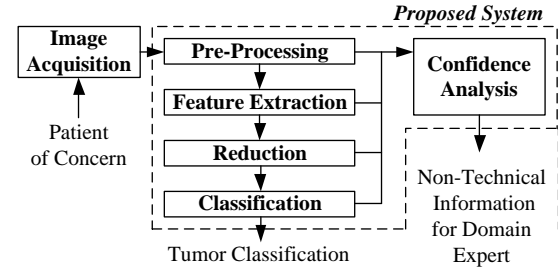 Proposed System
Image
Acquisition
Pre-Processing
Confidence
Analysis
Feature Extraction
Patient
of Concern
Reduction
Classification
Non-Technical
Information
for Domain
Expert
Tumor Classification